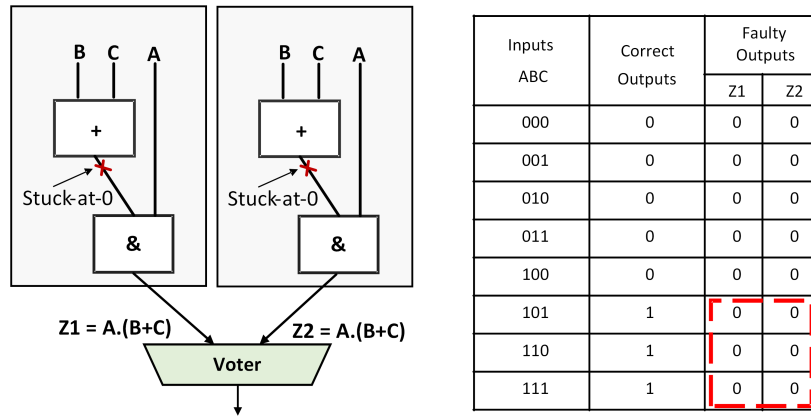 B C A
+
Stuck-at-0
&
B C A
+
Stuck-at-0
&
Z1 = A.(B+C)
Z2 = A.(B+C)
Voter
Inputs ABC Correct Outputs Faulty Outputs
Z1 Z2
000 0 0 0
001 0 0 0
010 0 0 0
011 0 0 0
100 0 0 0
101 1 0 0
110 1 0 0
111 1 0 0